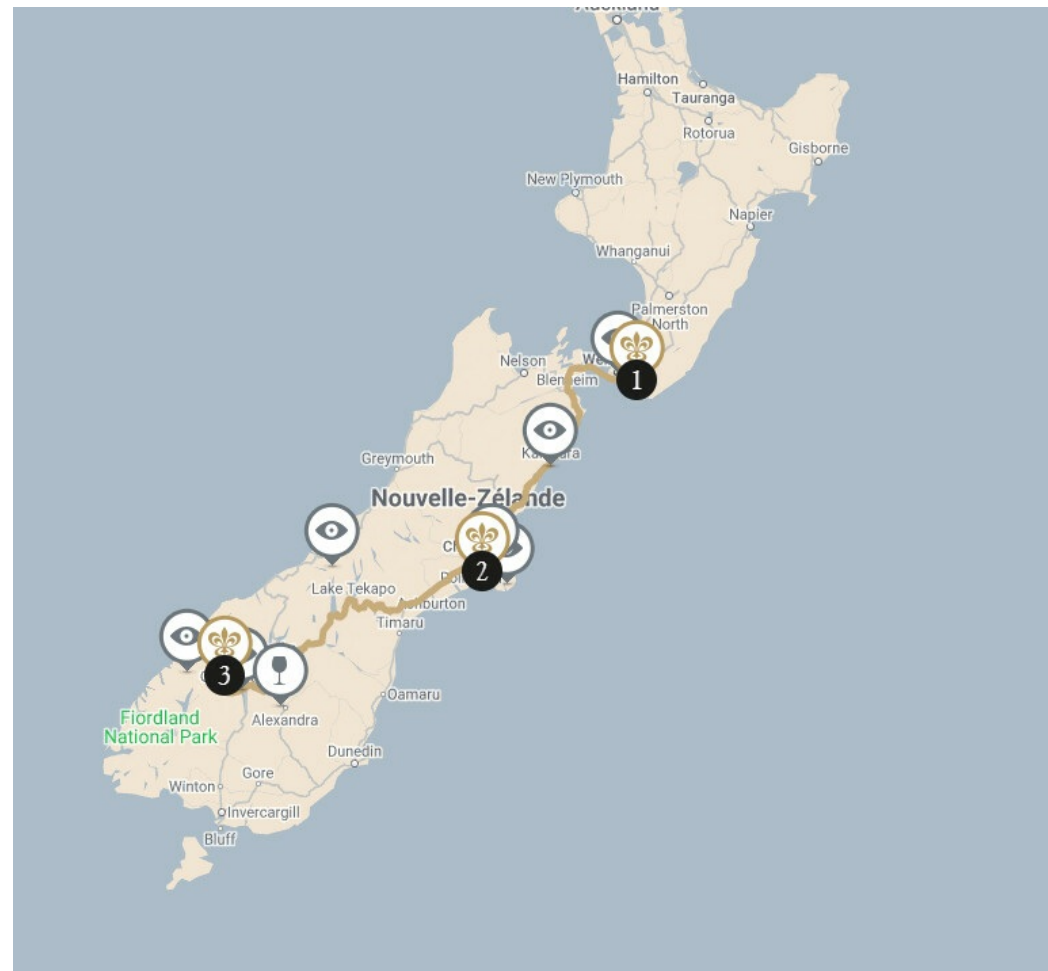 Hamilton
Tauranga
Rotorua
Gisborne
New Plymouth
Napier
Whanganui
Palmerston
North
Nelson
1
Greymouth
Nouvelle-Zélande
2
Lake Tekapo
Ashburton
Timaru
3
Oamaru
Alexandra
Fiordland
National Park
Dunedin
Gore
Winton
Invercargill
Bluff